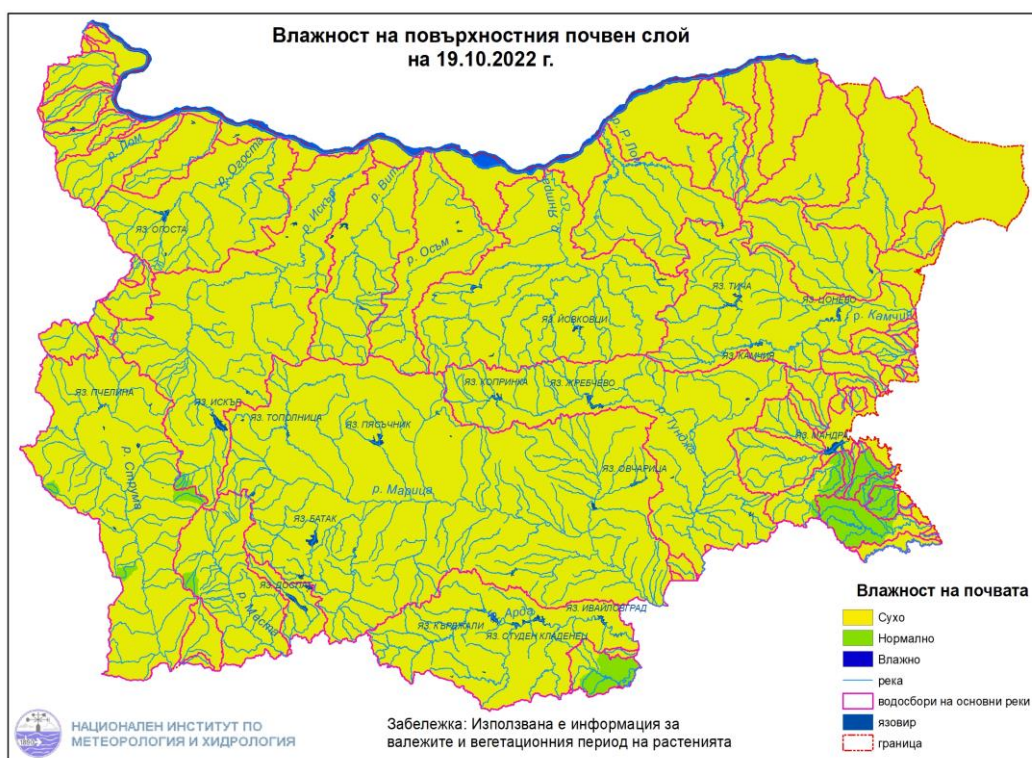 Влажност на повърхностния почвен слой
на 19.10.2022 г.
р. Лом
р. Огоста
р. Искър
р. Вит
р. Осъм
р. Янтра
р. Р. Лом
ЯЗ. ОГОСТА
ЯЗ. ТИЧА
ЯЗ. ЦОНЕВО
р. Камчия
ЯЗ. ЙОВКОВЦИ
ЯЗ. КАМЧИЯ
ЯЗ. ПЧЕЛИНА
ЯЗ. ИСКЪР
ЯЗ. ТОПОЛНИЦА
ЯЗ. ПЯСЪЧНИК
ЯЗ. КОПРИНКА
ЯЗ. ЖРЕБЧЕВО
р. Тунджа
ЯЗ. МАНДРА
р. Струма
р. Марица
ЯЗ. ОВЧАРИЦА
ЯЗ. БАТАК
ЯЗ. ДОСПАТ
р. Места
Арда
ЯЗ. ИВАЙЛОВГРАД
ЯЗ. КЪРДЖАЛИ
ЯЗ. СТУДЕН КЛАДЕНЕЦ
Влажност на почвата
Сухо
Нормално
Влажно
река
водосбори на основни реки
язовир
граница
НАЦИОНАЛЕН ИНСТИТУТ ПО
МЕТЕОРОЛОГИЯ И ХИДРОЛОГИЯ
Забележка: Използвана е информация за
валежите и вегетационния период на растенията